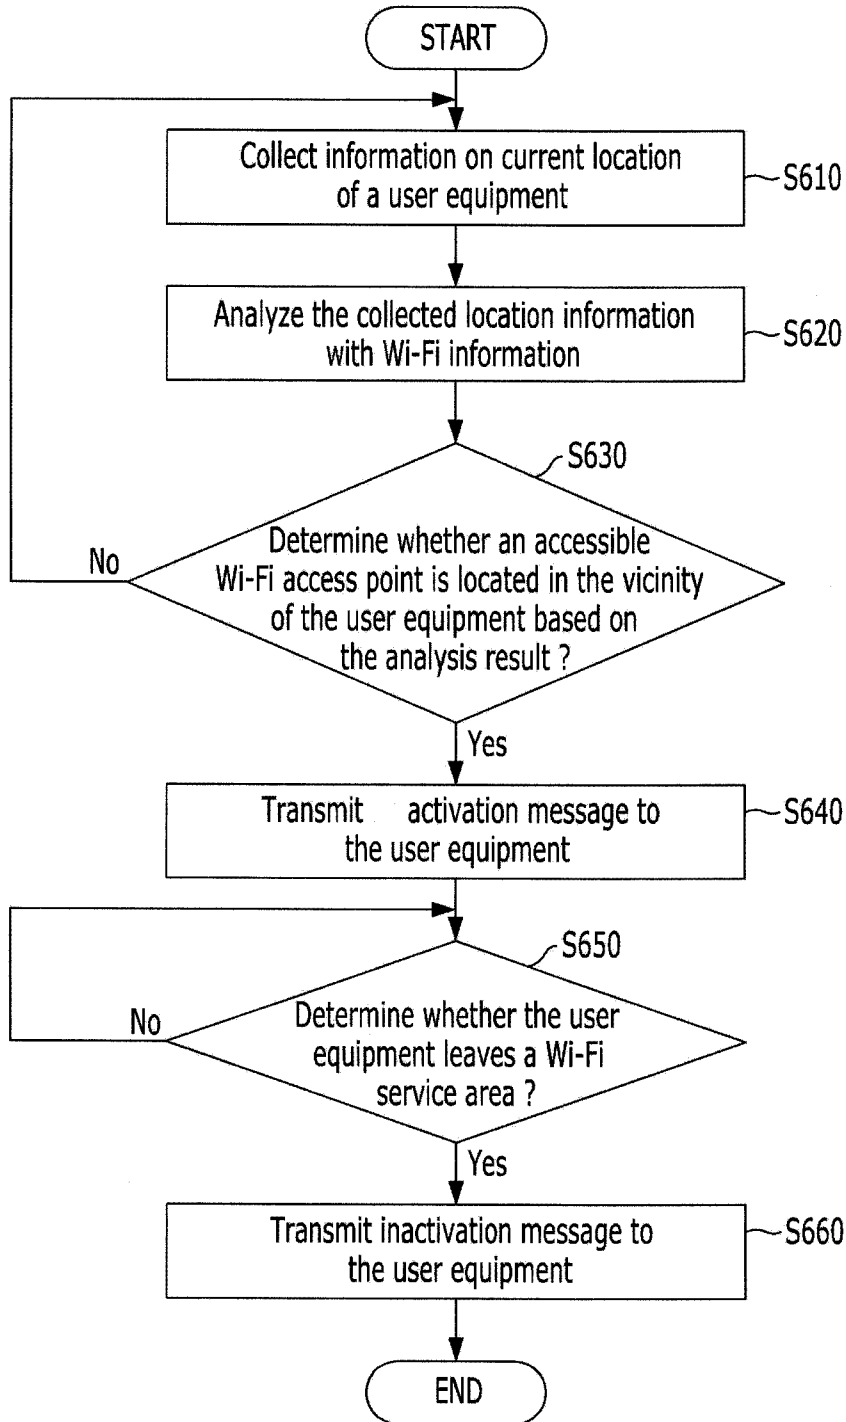 START
Collect information on current location
of a user equipment
S610
Analyze the collected location information
with Wi-Fi information
S620
S630
Determine whether an accessible
Wi-Fi access point is located in the vicinity
of the user equipment based on
the analysis result ?
No
Yes
Transmit activation message to
the user equipment
S640
S650
Determine whether the user
equipment leaves a Wi-Fi
service area ?
No
Yes
Transmit inactivation message to
the user equipment
S660
END